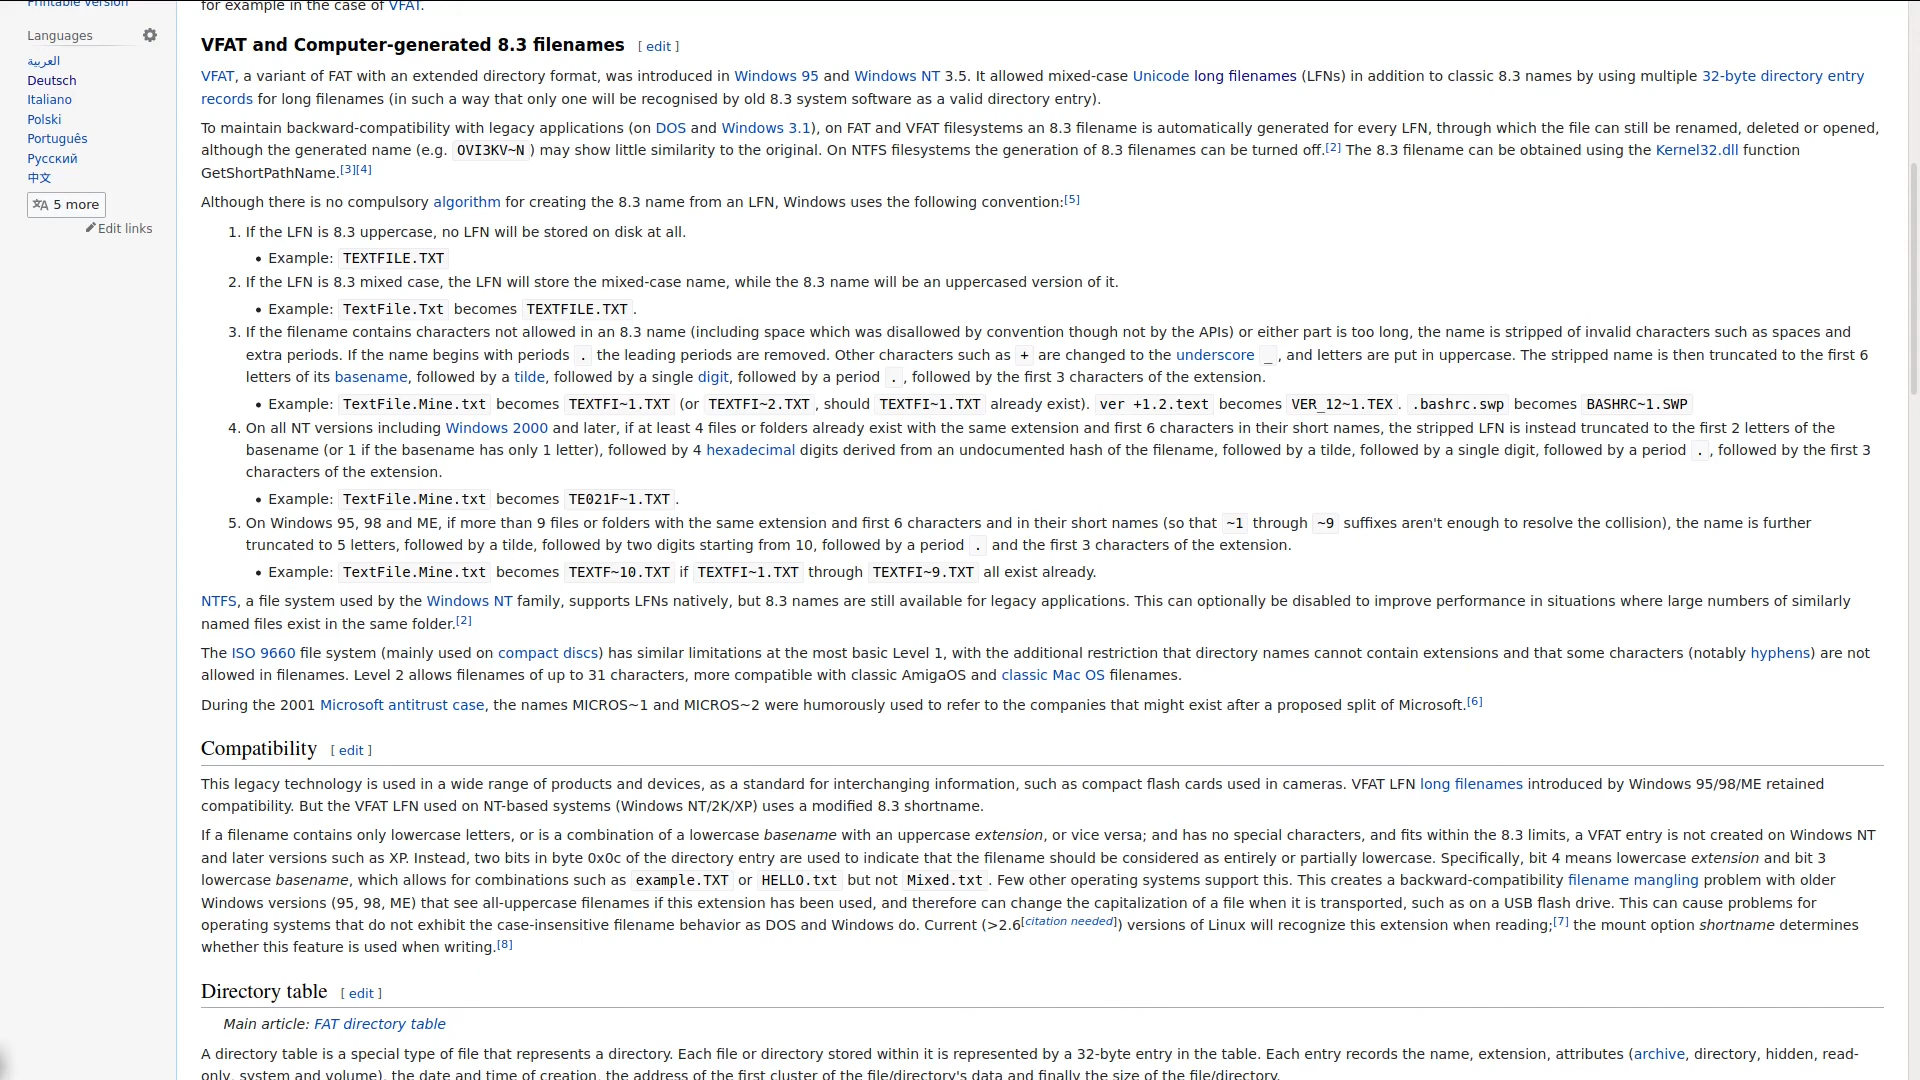 Printable version
Languages
العربية
Deutsch
Italiano
Polski
Português
Русский
中文
5 more
Edit links
for example in the case of VFAT.
VFAT and Computer-generated 8.3 filenames [ edit ]
VFAT, a variant of FAT with an extended directory format, was introduced in Windows 95 and Windows NT 3.5. It allowed mixed-case Unicode long filenames (LFNs) in addition to classic 8.3 names by using multiple 32-byte directory entry
records for long filenames (in such a way that only one will be recognised by old 8.3 system software as a valid directory entry).
To maintain backward-compatibility with legacy applications (on DOS and Windows 3.1), on FAT and VFAT filesystems an 8.3 filename is automatically generated for every LFN, through which the file can still be renamed, deleted or opened,
although the generated name (e.g. OVI3KV~N ) may show little similarity to the original. On NTFS filesystems the generation of 8.3 filenames can be turned off.[2] The 8.3 filename can be obtained using the Kernel32.dll function
GetShortPathName.[3][4]
Although there is no compulsory algorithm for creating the 8.3 name from an LFN, Windows uses the following convention:[5]
1. If the LFN is 8.3 uppercase, no LFN will be stored on disk at all.
• Example: TEXTFILE.TXT
2. If the LFN is 8.3 mixed case, the LFN will store the mixed-case name, while the 8.3 name will be an uppercased version of it.
• Example: TextFile.Txt becomes TEXTFILE.TXT .
3. If the filename contains characters not allowed in an 8.3 name (including space which was disallowed by convention though not by the APIs) or either part is too long, the name is stripped of invalid characters such as spaces and
extra periods. If the name begins with periods . the leading periods are removed. Other characters such as + are changed to the underscore _ , and letters are put in uppercase. The stripped name is then truncated to the first 6
letters of its basename, followed by a tilde, followed by a single digit, followed by a period . , followed by the first 3 characters of the extension.
• Example: TextFile.Mine.txt becomes TEXTFI~1.TXT (or TEXTFI~2.TXT , should TEXTFI~1.TXT already exist). ver +1.2.text becomes VER_12~1.TEX . .bashrc.swp becomes BASHRC~1.SWP
4. On all NT versions including Windows 2000 and later, if at least 4 files or folders already exist with the same extension and first 6 characters in their short names, the stripped LFN is instead truncated to the first 2 letters of the
basename (or 1 if the basename has only 1 letter), followed by 4 hexadecimal digits derived from an undocumented hash of the filename, followed by a tilde, followed by a single digit, followed by a period . , followed by the first 3
characters of the extension.
• Example: TextFile.Mine.txt becomes TE021F~1.TXT .
5. On Windows 95, 98 and ME, if more than 9 files or folders with the same extension and first 6 characters and in their short names (so that ~1 through ~9 suffixes aren't enough to resolve the collision), the name is further
truncated to 5 letters, followed by a tilde, followed by two digits starting from 10, followed by a period . and the first 3 characters of the extension.
• Example: TextFile.Mine.txt becomes TEXTF~10.TXT if TEXTFI~1.TXT through TEXTFI~9.TXT all exist already.
NTFS, a file system used by the Windows NT family, supports LFNs natively, but 8.3 names are still available for legacy applications. This can optionally be disabled to improve performance in situations where large numbers of similarly
named files exist in the same folder.[2]
The ISO 9660 file system (mainly used on compact discs) has similar limitations at the most basic Level 1, with the additional restriction that directory names cannot contain extensions and that some characters (notably hyphens) are not
allowed in filenames. Level 2 allows filenames of up to 31 characters, more compatible with classic AmigaOS and classic Mac OS filenames.
During the 2001 Microsoft antitrust case, the names MICROS~1 and MICROS~2 were humorously used to refer to the companies that might exist after a proposed split of Microsoft.[6]
Compatibility [ edit ]
This legacy technology is used in a wide range of products and devices, as a standard for interchanging information, such as compact flash cards used in cameras. VFAT LFN long filenames introduced by Windows 95/98/ME retained
compatibility. But the VFAT LFN used on NT-based systems (Windows NT/2K/XP) uses a modified 8.3 shortname.
If a filename contains only lowercase letters, or is a combination of a lowercase basename with an uppercase extension, or vice versa; and has no special characters, and fits within the 8.3 limits, a VFAT entry is not created on Windows NT
and later versions such as XP. Instead, two bits in byte 0x0c of the directory entry are used to indicate that the filename should be considered as entirely or partially lowercase. Specifically, bit 4 means lowercase extension and bit 3
lowercase basename, which allows for combinations such as example.TXT or HELLO.txt but not Mixed.txt . Few other operating systems support this. This creates a backward-compatibility filename mangling problem with older
Windows versions (95, 98, ME) that see all-uppercase filenames if this extension has been used, and therefore can change the capitalization of a file when it is transported, such as on a USB flash drive. This can cause problems for
operating systems that do not exhibit the case-insensitive filename behavior as DOS and Windows do. Current (>2.6[citation needed]) versions of Linux will recognize this extension when reading;[7] the mount option shortname determines
whether this feature is used when writing.[8]
Directory table [ edit ]
Main article: FAT directory table
A directory table is a special type of file that represents a directory. Each file or directory stored within it is represented by a 32-byte entry in the table. Each entry records the name, extension, attributes (archive, directory, hidden, read-
only, system and volume), the date and time of creation, the address of the first cluster of the file/directory's data and finally the size of the file/directory.